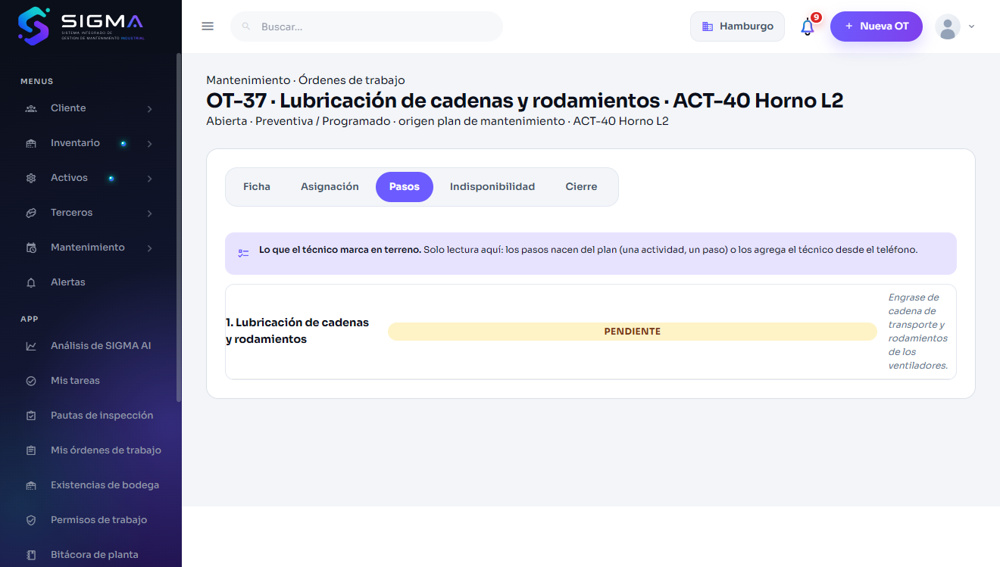 SIGMA
SISTEMA INTEGRADO DE
GESTIÓN DE MANTENIMIENTO INDUSTRIAL
Buscar...
Hamburgo
9
+ Nueva OT
MENUS
Cliente
Inventario
Activos
Terceros
Mantenimiento
Alertas
APP
Análisis de SIGMA AI
Mis tareas
Pautas de inspección
Mis órdenes de trabajo
Existencias de bodega
Permisos de trabajo
Bitácora de planta
Mantenimiento · Órdenes de trabajo
OT-37 · Lubricación de cadenas y rodamientos · ACT-40 Horno L2
Abierta · Preventiva / Programado · origen plan de mantenimiento · ACT-40 Horno L2
Ficha Asignación Pasos Indisponibilidad Cierre
Lo que el técnico marca en terreno. Solo lectura aquí: los pasos nacen del plan (una actividad, un paso) o los agrega el técnico desde el teléfono.
1. Lubricación de cadenas
y rodamientos
PENDIENTE
Engrase de
cadena de
transporte y
rodamientos
de los
ventiladores.